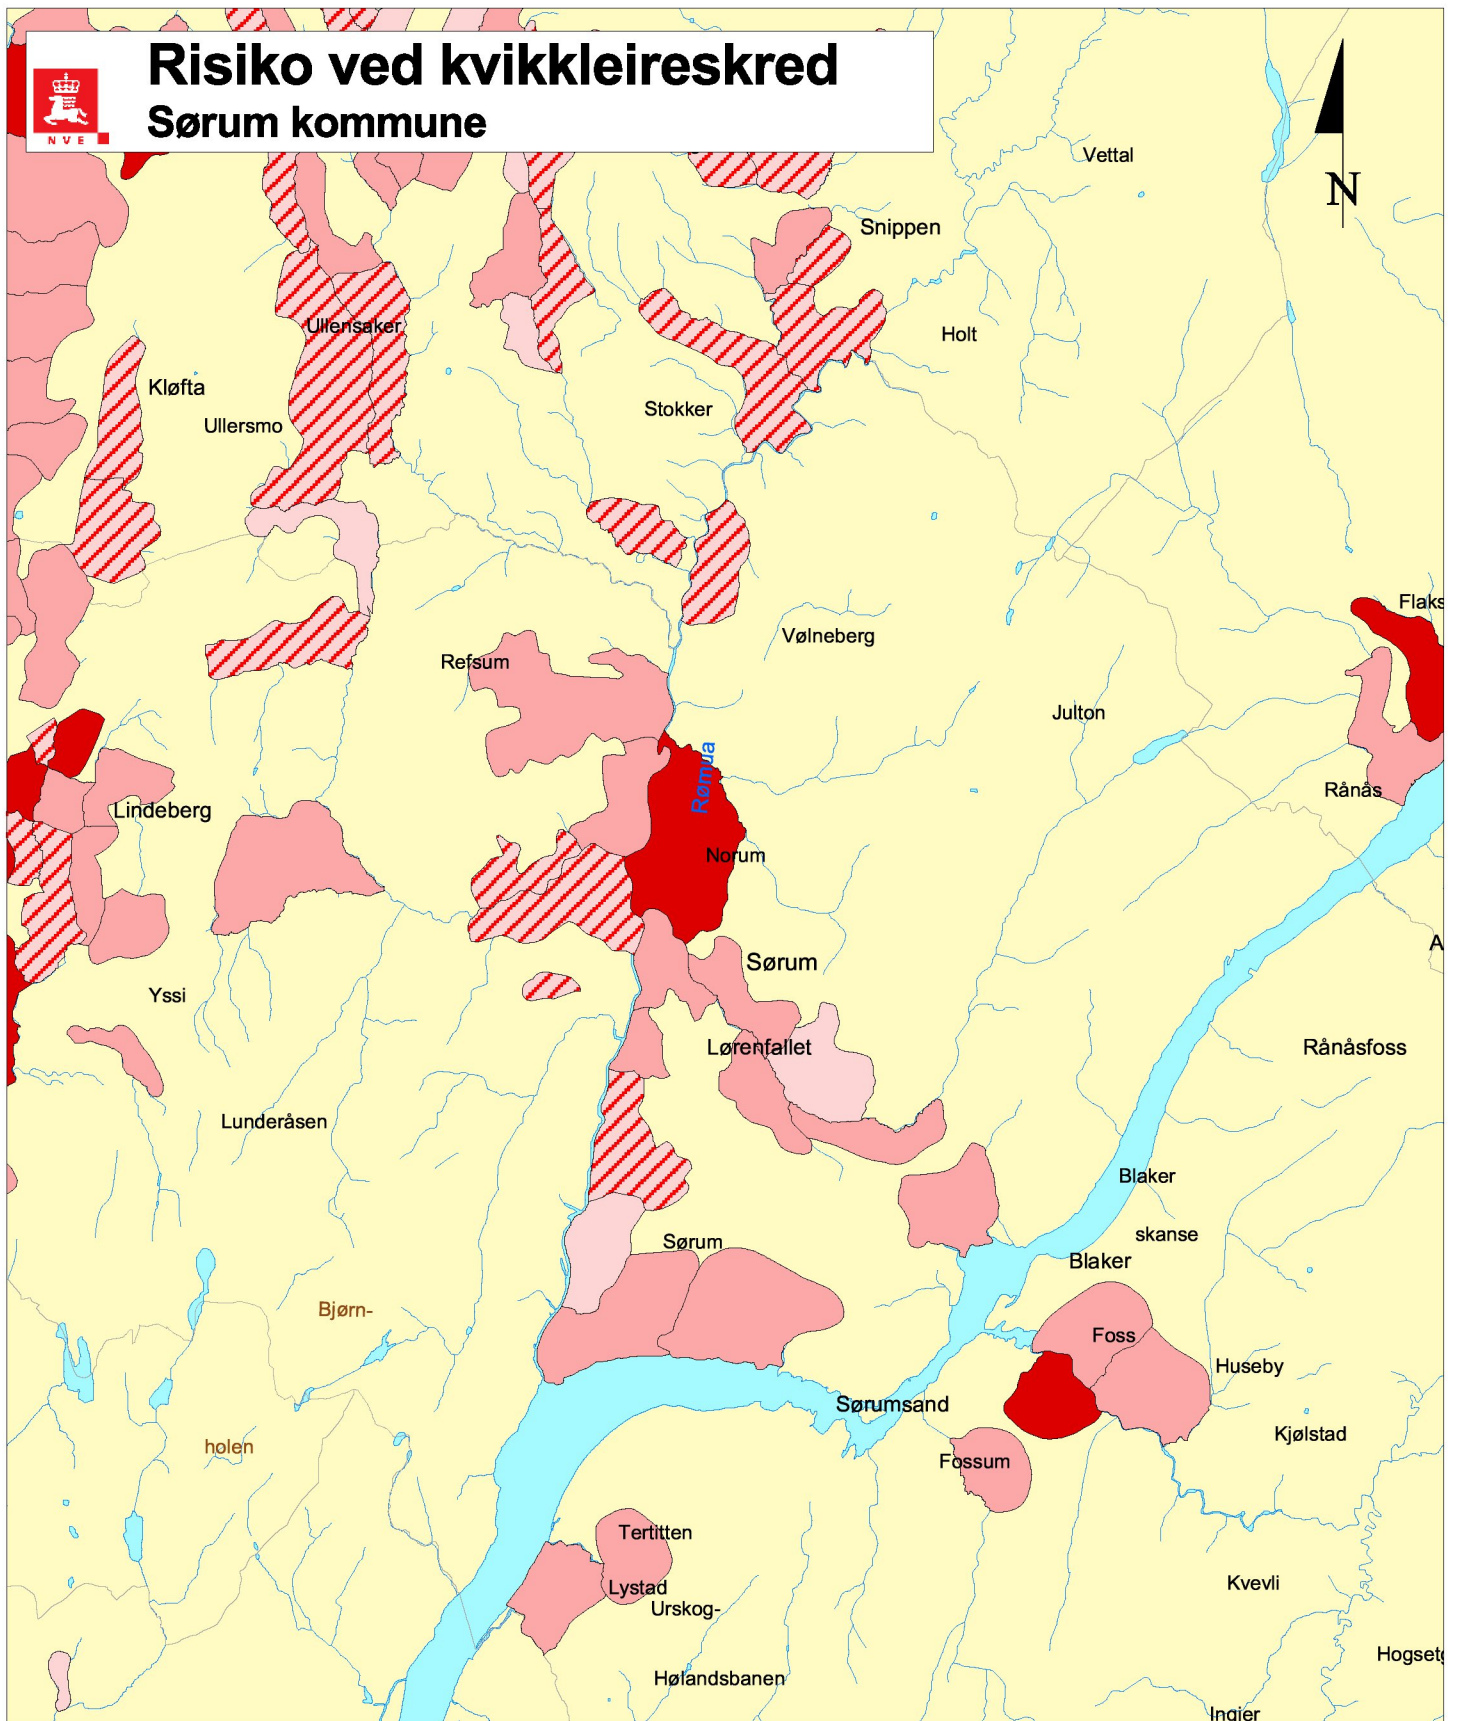 Risiko ved kvikkleireskred
Sørum kommune
NVE
Vettal
N
Snippen
Ullensaker
Holt
Kløfta
Stokker
Ullersmo
Flaks
Vølneberg
Refsum
Julton
Rømua
Rånås
Lindeberg
Norum
A
Sørum
Yssi
Lørenfallet
Rånåsfoss
Lunderåsen
Blaker
skanse
Sørum
Blaker
Bjørn-
Foss
Huseby
Sørumsand
Kjølstad
hølen
Fossum
Tertitten
Kvevli
Lystad
Urskog-
Hogset
Hølandsbanen
Ingier